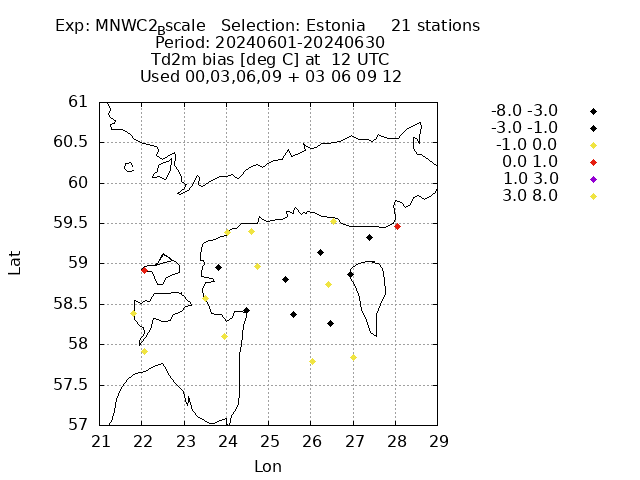 Exp: MNWC2_Bscale   Selection: Estonia     21 stations
Period: 20240601-20240630
Td2m bias [deg C] at  12 UTC
Used 00,03,06,09 + 03 06 09 12
-8.0 -3.0
-3.0 -1.0
-1.0 0.0
0.0 1.0
1.0 3.0
3.0 8.0
61
60.5
60
59.5
59
58.5
58
57.5
57
Lat
21 22 23 24 25 26 27 28 29
Lon